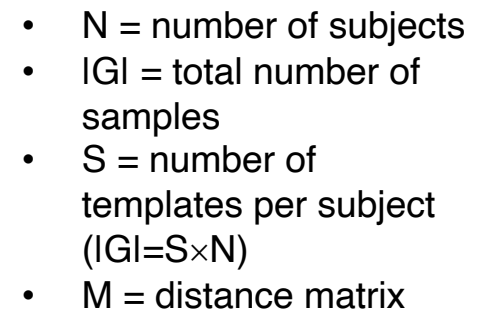 • N = number of subjects
• |G| = total number of
samples
• S = number of
templates per subject
(|G|=S×N)
• M = distance matrix